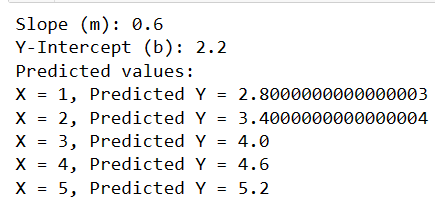 Slope (m): 0.6
Y-Intercept (b): 2.2
Predicted values:
X = 1, Predicted Y = 2.8000000000000003
X = 2, Predicted Y = 3.4000000000000004
X = 3, Predicted Y = 4.0
X = 4, Predicted Y = 4.6
X = 5, Predicted Y = 5.2